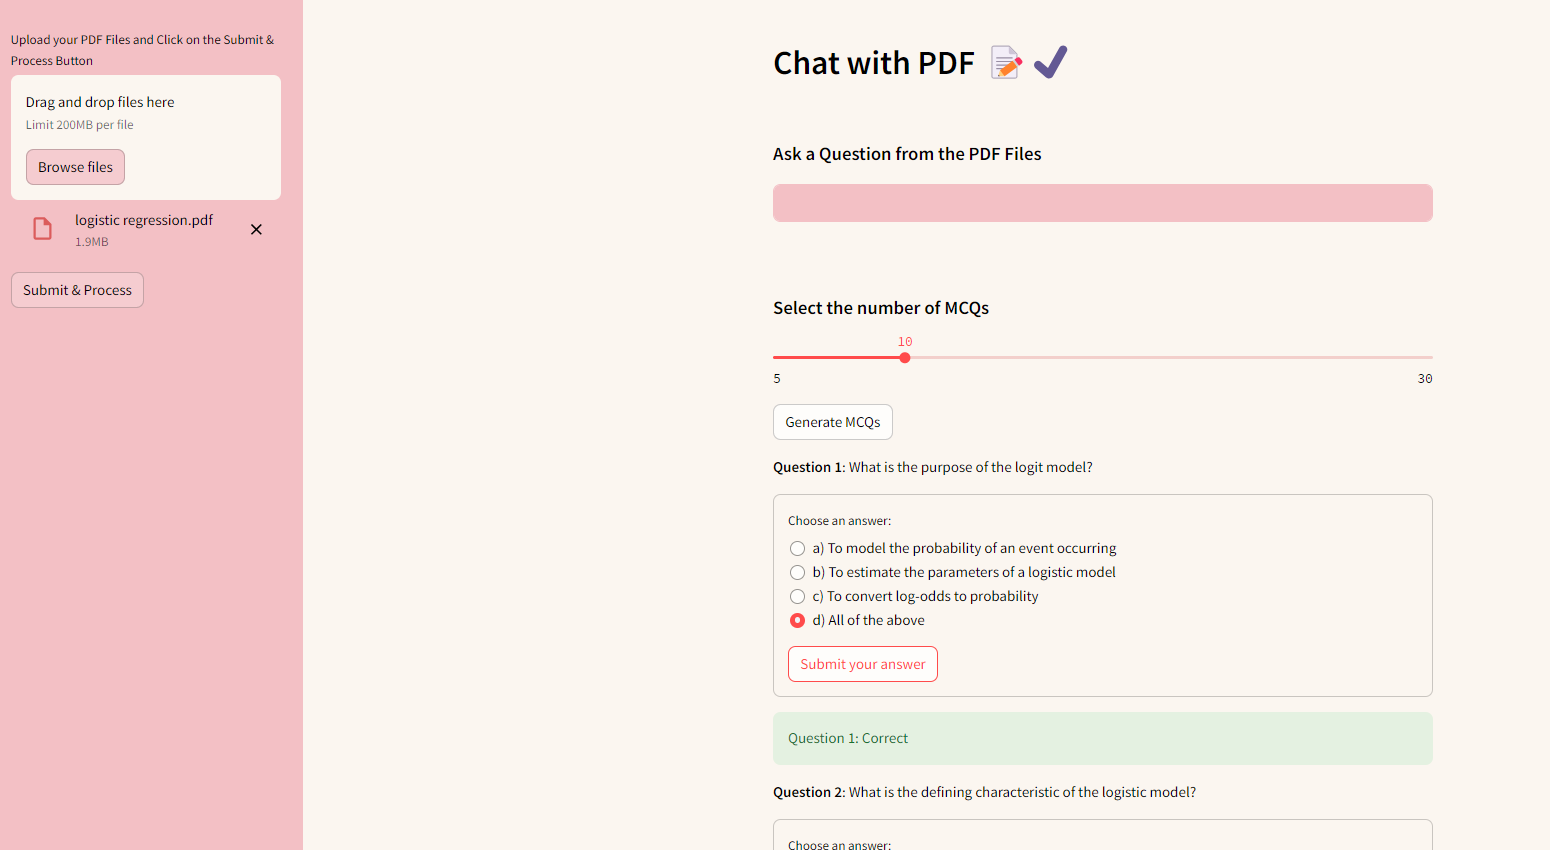 Upload your PDF Files and Click on the Submit &
Process Button
Drag and drop files here
Limit 200MB per file
Browse files
logistic regression.pdf
1.9MB
Submit & Process
Chat with PDF
Ask a Question from the PDF Files
Select the number of MCQs
10
5
30
Generate MCQs
Question 1: What is the purpose of the logit model?
Choose an answer:
a) To model the probability of an event occurring
b) To estimate the parameters of a logistic model
c) To convert log-odds to probability
d) All of the above
Submit your answer
Question 1: Correct
Question 2: What is the defining characteristic of the logistic model?
Choose an answer: